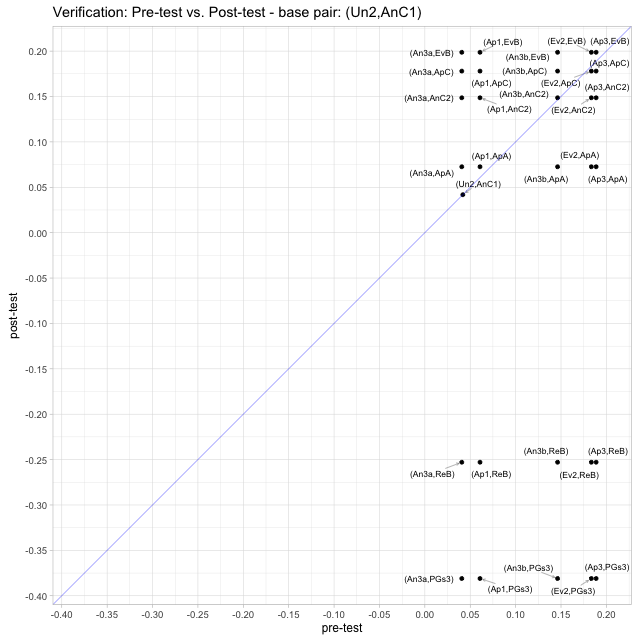 Verification: Pre-test vs. Post-test - base pair: (Un2,AnC1)
(Ap1,EvB)
(Ev2,EvB)
(Ap3,EvB)
(An3a,EvB)
(An3b,EvB)
(Ap3,ApC)
(An3a,ApC)
(An3b,ApC)
(Ap1,ApC)
(Ev2,ApC)
(Ap3,AnC2)
(An3a,AnC2)
(An3b,AnC2)
(Ap1,AnC2)
(Ev2,AnC2)
(Ap1,ApA)
(Ev2,ApA)
(An3a,ApA)
(An3b,ApA)
(Ap3,ApA)
(Un2,AnC1)
(An3b,ReB)
(Ap3,ReB)
(An3a,ReB)
(Ap1,ReB)
(Ev2,ReB)
(An3b,PGs3)
(Ap3,PGs3)
(An3a,PGs3)
(Ap1,PGs3)
(Ev2,PGs3)
0.20
0.15
0.10
0.05
0.00
-0.05
-0.10
-0.15
-0.20
-0.25
-0.30
-0.35
-0.40
post-test
-0.40 -0.35 -0.30 -0.25 -0.20 -0.15 -0.10 -0.05 0.00 0.05 0.10 0.15 0.20
pre-test